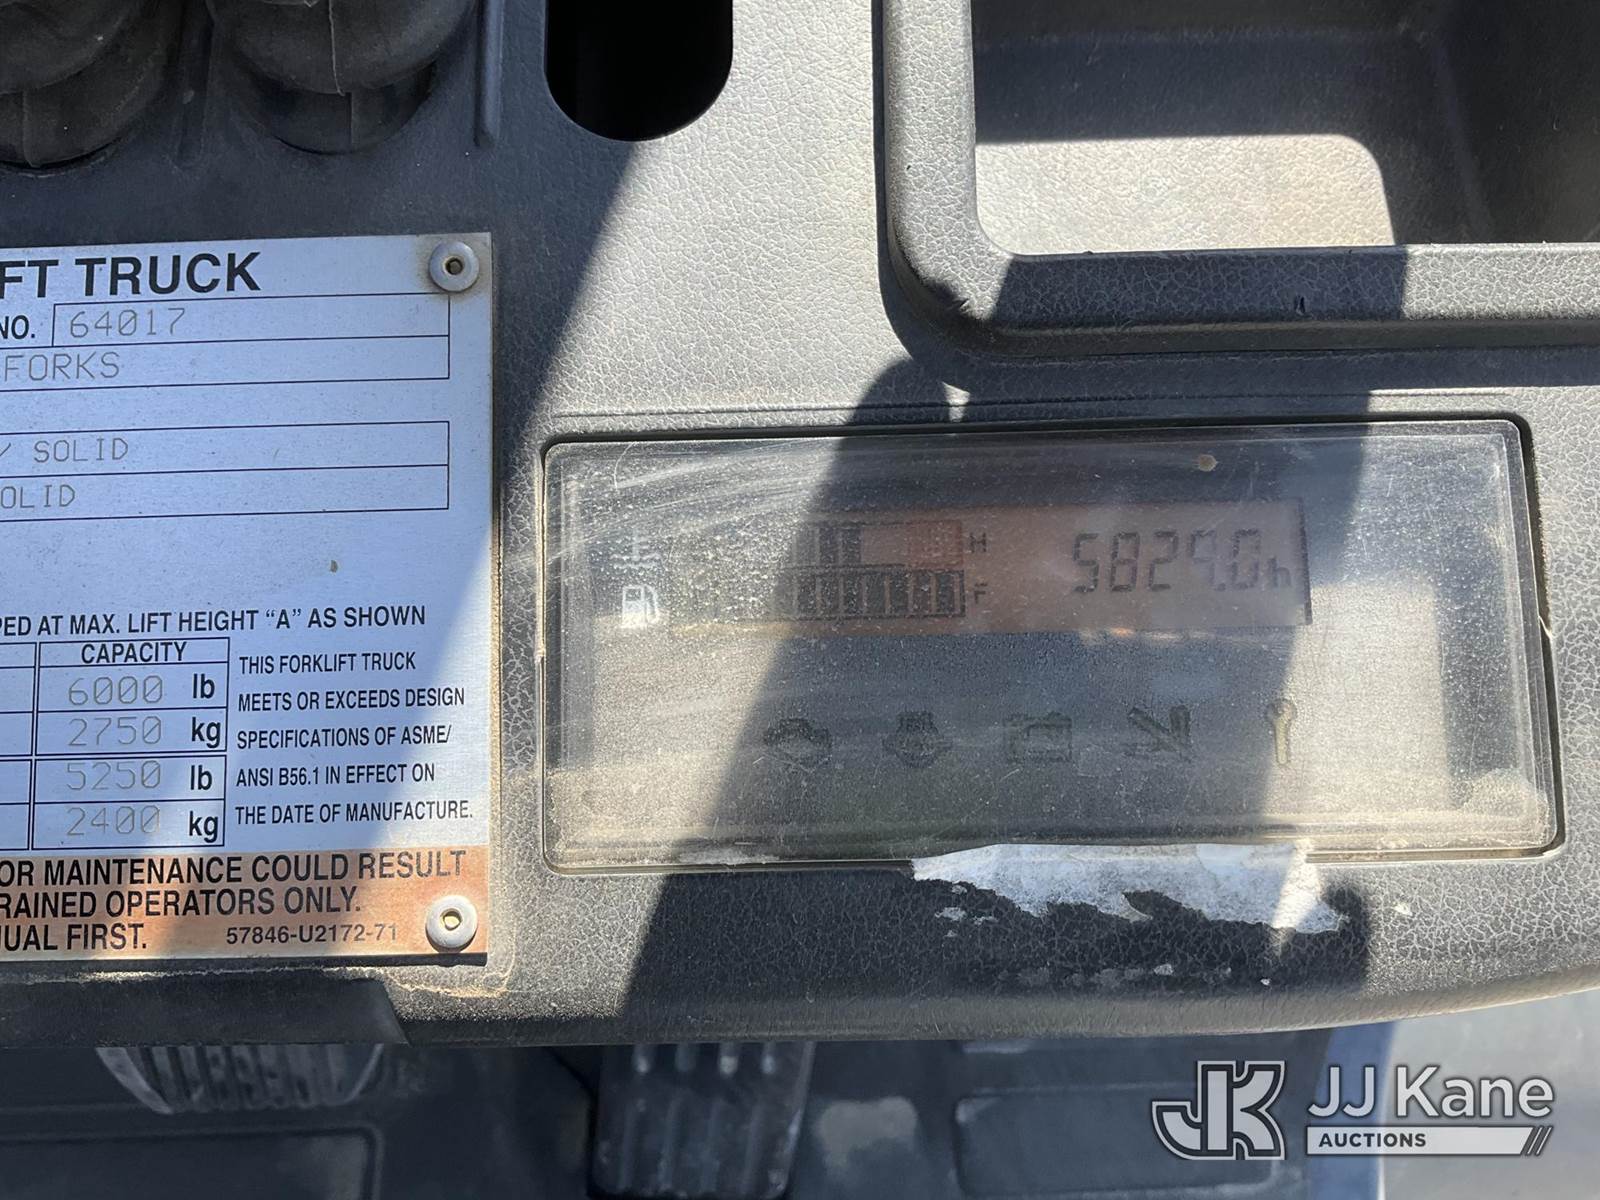 FT TRUCK
NO. 64017
FORKS
/ SOLID
OLID
PED AT MAX. LIFT HEIGHT "A" AS SHOWN
CAPACITY
6000 lb
2750 kg
5250 lb
2400 kg
THIS FORKLIFT TRUCK
MEETS OR EXCEEDS DESIGN
SPECIFICATIONS OF ASME/
ANSI B56.1 IN EFFECT ON
THE DATE OF MANUFACTURE.
OR MAINTENANCE COULD RESULT
RAINED OPERATORS ONLY.
UAL FIRST.
57846-U2172-71
H
F
5829.0h
JK
JJ Kane
AUCTIONS